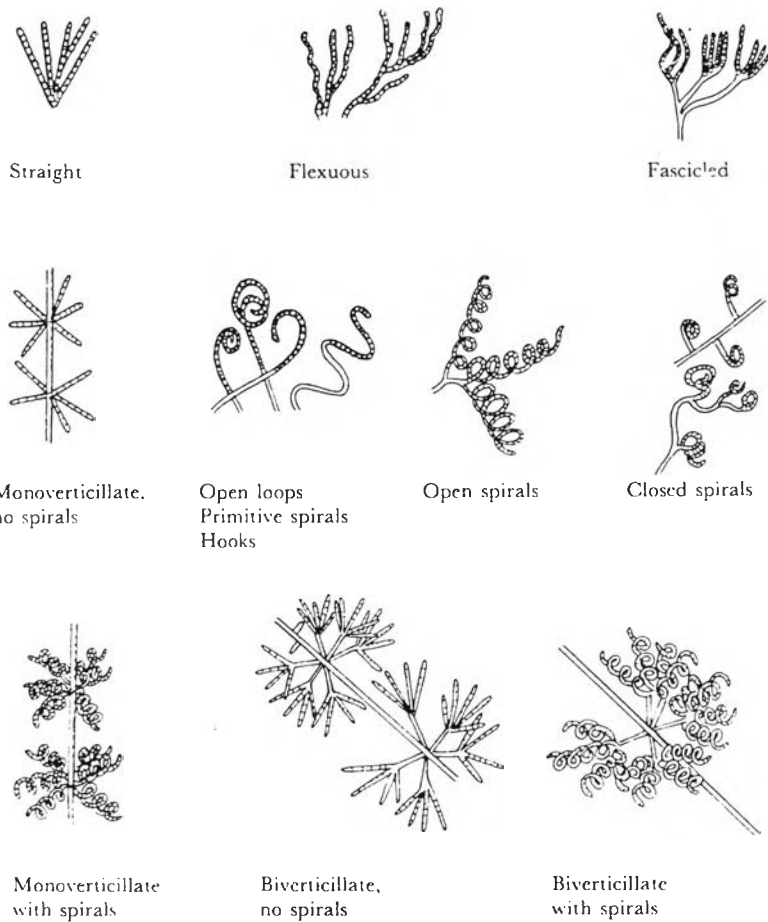 Straight
Flexuous
Fascicled
Monoverticillate.
no spirals
Open loops
Primitive spirals
Hooks
Open spirals
Closed spirals
Monoverticillate
with spirals
Biverticillate,
no spirals
Biverticillate
with spirals